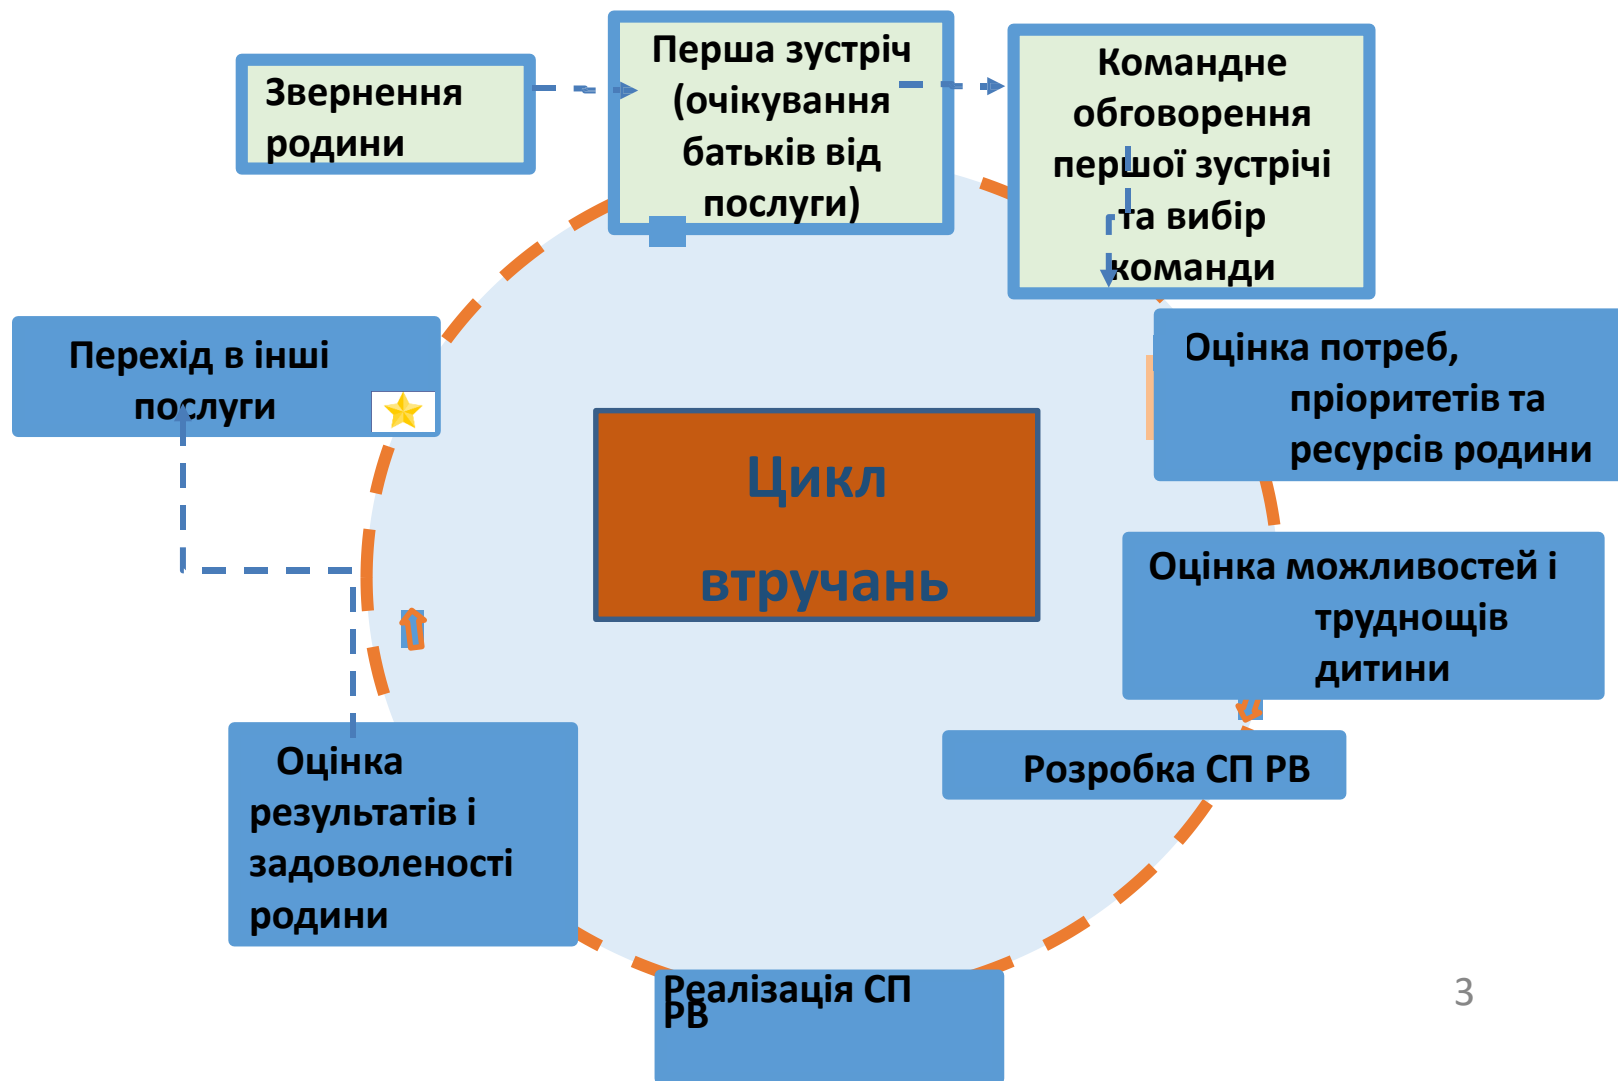 Звернення
родини
Перша зустріч
(очікування
батьків від
послуги)
Командне
обговорення
першої зустрічі
та вибір
команди
Оцінка потреб,
пріоритетів та
ресурсів родини
Оцінка можливостей і
труднощів
дитини
Розробка СП РВ
Реалізація СП
РВ
Оцінка
результатів і
задоволеності
родини
Перехід в інші
послуги
Цикл
втручань
3